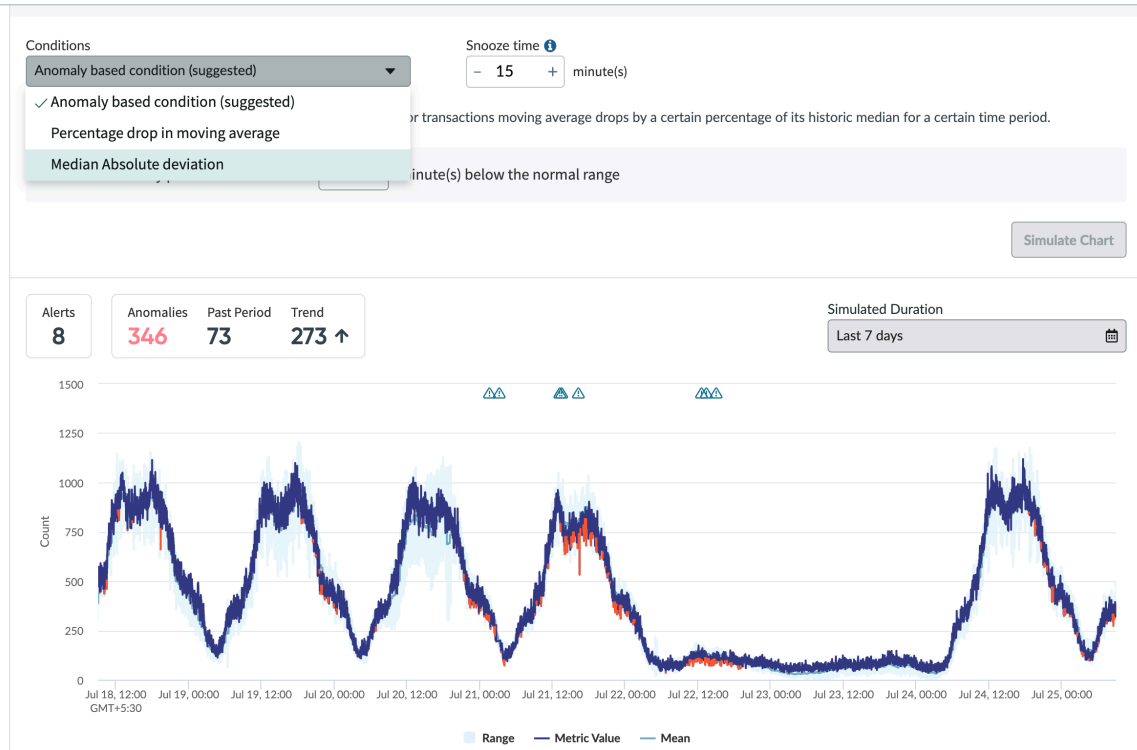 Conditions
Snooze time
Anomaly based condition (suggested)
- 15 + minute(s)
Anomaly based condition (suggested)
Percentage drop in moving average
Median Absolute deviation
transactions moving average drops by a certain percentage of its historic median for a certain time period.
below the normal range
Simulate Chart
Alerts
8
Anomalies Past Period Trend
346 73 273 ↑
Simulated Duration
Last 7 days
1500
1250
1000
750
500
250
0
Count
Jul 18, 12:00 Jul 19, 00:00 Jul 19, 12:00 Jul 20, 00:00 Jul 20, 12:00 Jul 21, 00:00 Jul 21, 12:00 Jul 22, 00:00 Jul 22, 12:00 Jul 23, 00:00 Jul 23, 12:00 Jul 24, 00:00 Jul 24, 12:00 Jul 25, 00:00
GMT+5:30
Range Metric Value Mean